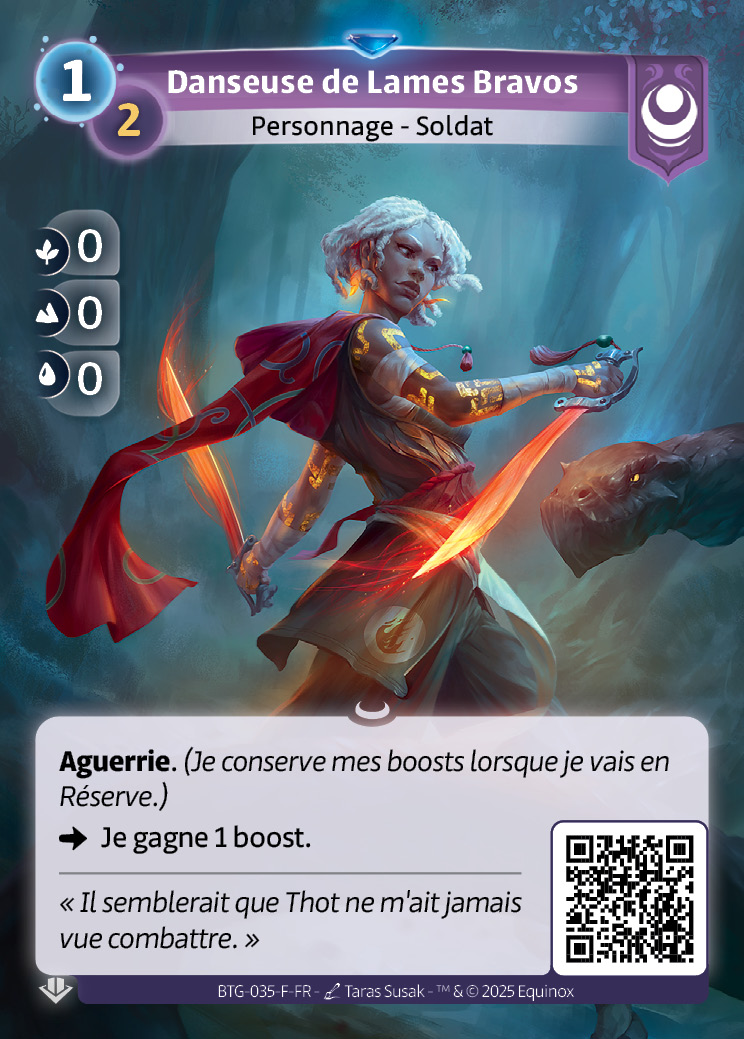 1
Danseuse de Lames Bravos
2
Personnage - Soldat
0
0
0
Aguerrie. (Je conserve mes boosts lorsque je vais en
Réserve.)
Je gagne 1 boost.
« Il semblerait que Thot ne m'ait jamais
vue combattre. »
BTG-035-F-FR - Taras Susak - ™ & © 2025 Equinox